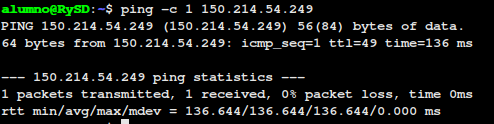 alumno@RySD:~$ ping -c 1 150.214.54.249
PING 150.214.54.249 (150.214.54.249) 56(84) bytes of data.
64 bytes from 150.214.54.249: icmp_seq=1 ttl=49 time=136 ms

--- 150.214.54.249 ping statistics ---
1 packets transmitted, 1 received, 0% packet loss, time 0ms
rtt min/avg/max/mdev = 136.644/136.644/136.644/0.000 ms